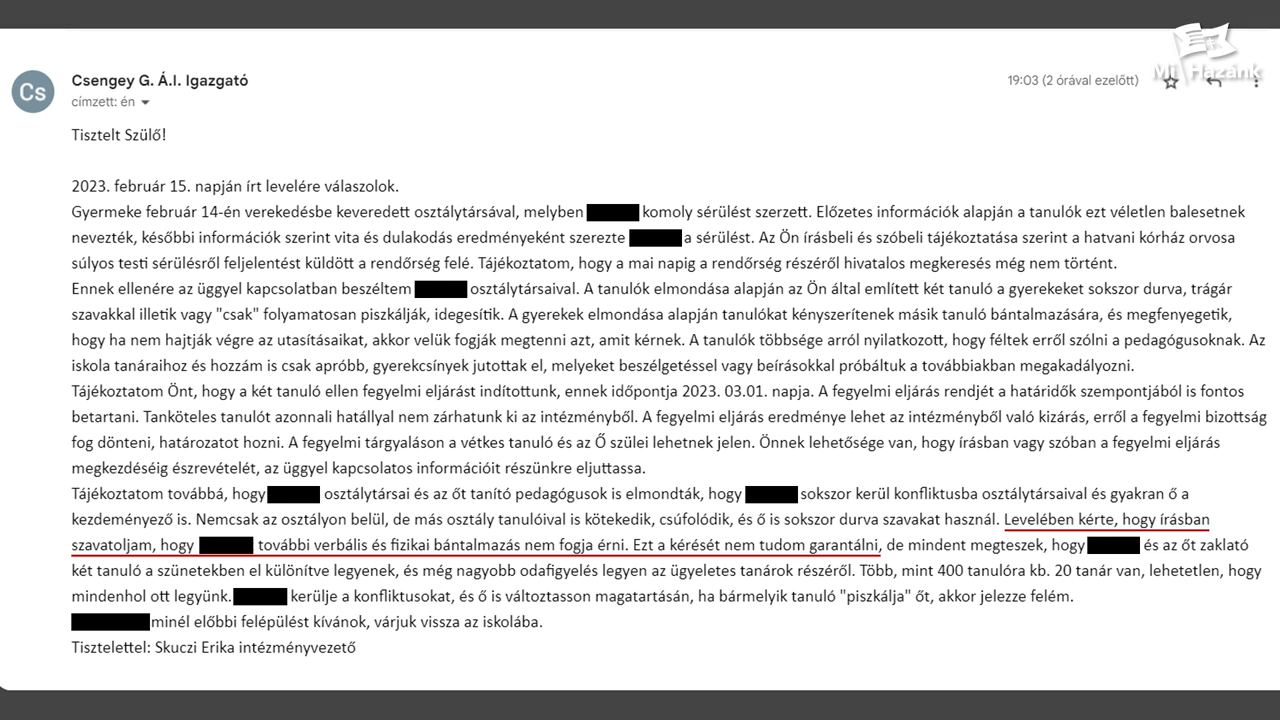 Mi Hazánk
Csengey G. Á.I. Igazgató
19:03 (2 órával ezelőtt)
címzett: én
Cs
Tisztelt Szülő!
2023. február 15. napján írt levelére válaszolok.
Gyermeke február 14-én verekedésbe keveredett osztálytársával, melyben komoly sérülést szerzett. Előzetes információk alapján a tanulók ezt véletlen balesetnek
nevezték, későbbi információk szerint vita és dulakodás eredményeként szerezte a sérülést. Az Ön írásbeli és szóbeli tájékoztatása szerint a hatvani kórház orvosa
súlyos testi sérülésről feljelentést küldött a rendőrség felé. Tájékoztatom, hogy a mai napig a rendőrség részéről hivatalos megkeresés még nem történt.
Ennek ellenére az üggyel kapcsolatban beszéltem osztálytársaival. A tanulók elmondása alapján az Ön által említett két tanuló a gyerekeket sokszor durva, trágár
szavakkal illetik vagy "csak" folyamatosan piszkálják, idegesítik. A gyerekek elmondása alapján tanulókat kényszerítenek másik tanuló bántalmazására, és megfenyegetik,
hogy ha nem hajtják végre az utasításaikat, akkor velük fogják megtenni azt, amit kérnek. A tanulók többsége arról nyilatkozott, hogy féltek erről szólni a pedagógusoknak. Az
iskola tanáraihoz és hozzám is csak apróbb, gyerekcsínyek jutottak el, melyeket beszélgetéssel vagy beírásokkal próbáltuk a továbbiakban megakadályozni.
Tájékoztatom Önt, hogy a két tanuló ellen fegyelmi eljárást indítottunk, ennek időpontja 2023. 03.01. napja. A fegyelmi eljárás rendjét a határidők szempontjából is fontos
betartani. Tanköteles tanulót azonnali hatállyal nem zárhatunk ki az intézményből. A fegyelmi eljárás eredménye lehet az intézményből való kizárás, erről a fegyelmi bizottság
fog dönteni, határozatot hozni. A fegyelmi tárgyaláson a vétkes tanuló és az Ő szülei lehetnek jelen. Önnek lehetősége van, hogy írásban vagy szóban a fegyelmi eljárás
megkezdéséig észrevételét, az üggyel kapcsolatos információit részünkre eljuttassa.
Tájékoztatom továbbá, hogy osztálytársai és az őt tanító pedagógusok is elmondták, hogy sokszor kerül konfliktusba osztálytársaival és gyakran ő a
kezdeményező is. Nemcsak az osztályon belül, de más osztály tanulóival is kötekedik, csúfolódik, és ő is sokszor durva szavakat használ. Levelében kérte, hogy írásban
szavatoljam, hogy további verbális és fizikai bántalmazás nem fogja érni. Ezt a kérését nem tudom garantálni, de mindent megteszek, hogy és az őt zaklató
két tanuló a szünetekben el különítve legyenek, és még nagyobb odafigyelés legyen az ügyeletes tanárok részéről. Több, mint 400 tanulóra kb. 20 tanár van, lehetetlen, hogy
mindenhol ott legyünk. kerülje a konfliktusokat, és ő is változtasson magatartásán, ha bármelyik tanuló "piszkálja" őt, akkor jelezze felém.
minél előbbi felépülést kívánok, várjuk vissza az iskolába.
Tisztelettel: Skuczi Erika intézményvezető